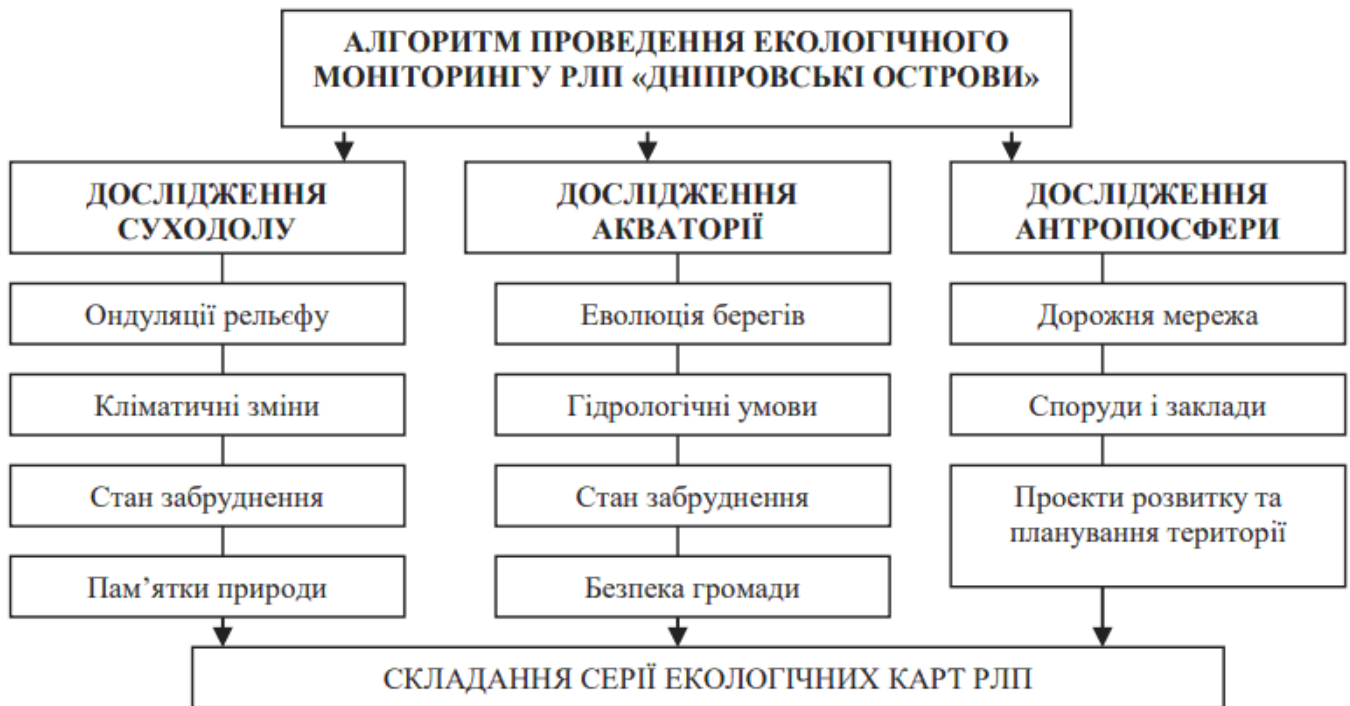 АЛГОРИТМ ПРОВЕДЕННЯ ЕКОЛОГІЧНОГО
МОНІТОРИНГУ РЛП «ДНІПРОВСЬКІ ОСТРОВИ»
ДОСЛІДЖЕННЯ
СУХОДОЛУ
Ондуляції рельєфу
Кліматичні зміни
Стан забруднення
Пам’ятки природи
ДОСЛІДЖЕННЯ
АКВАТОРІЇ
Еволюція берегів
Гідрологічні умови
Стан забруднення
Безпека громади
ДОСЛІДЖЕННЯ
АНТРОПОСФЕРИ
Дорожня мережа
Споруди і заклади
Проекти розвитку та
планування території
СКЛАДАННЯ СЕРІЇ ЕКОЛОГІЧНИХ КАРТ РЛП